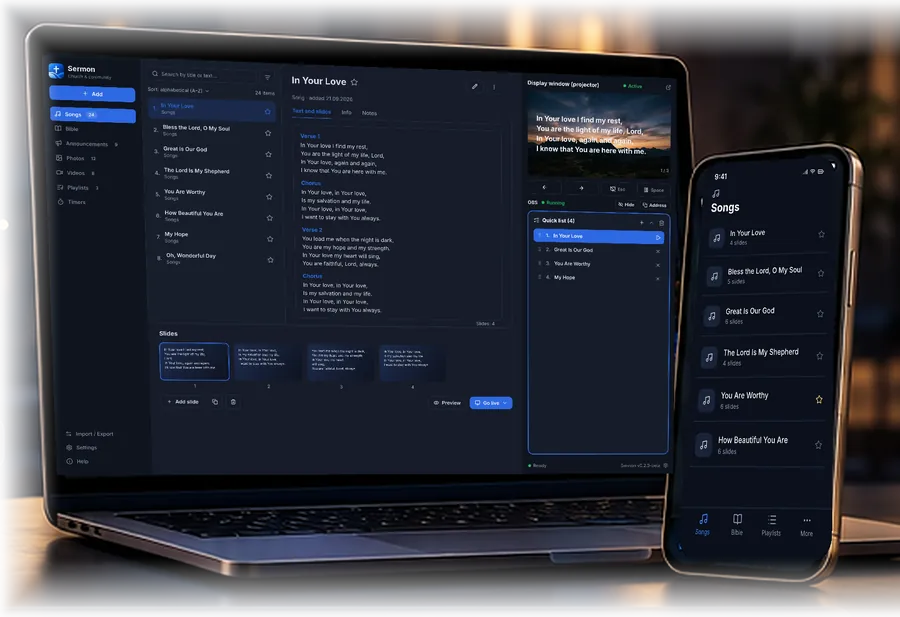 Sermon
Church & community
+ Add
Songs 24
Bible
Announcements
Photos 12
Videos
Playlists
Timers
Import / Export
Settings
Help
Search by title or text...
Sort: alphabetical (A-Z)
24 items
1. In Your Love
Songs
2. Bless the Lord, O My Soul
Songs
3. Great Is Our God
Songs
4. The Lord Is My Shepherd
Songs
5. You Are Worthy
Songs
6. How Beautiful You Are
Songs
7. My Hope
Songs
8. Oh, Wonderful Day
Songs
In Your Love
Song · added
Text and slides Info Notes
Verse 1
In Your love I find my rest,
You are the light of my life, Lord,
In Your love, again and again,
I know that You are here with me.
Chorus
In Your love, in Your love,
Is my salvation and my life.
In Your love, in Your love,
I want to stay with You always.
Verse 2
You lead me when the night is dark,
You are my hope and my strength.
In Your love my heart will sing,
You are faithful, Lord, always.
Chorus
In Your love, in Your love,
Is my salvation and my life.
In Your love, in Your love,
I want to stay with You always.
Slides: 4
Slides
1
2
3
4
+ Add slide
Preview
Go live
Display window (projector)
Active
In Your love I find my rest,
You are the light of my life, Lord,
In Your love, again and again,
I know that You are here with me.
Esc
Space
OBS Running
Hide
Address
Quick list (4)
1. In Your Love
2. Great Is Our God
3. You Are Worthy
4. My Hope
Ready
9:41
Songs
In Your Love
4 slides
Bless the Lord, O My Soul
5 slides
Great Is Our God
6 slides
The Lord Is My Shepherd
4 slides
You Are Worthy
6 slides
How Beautiful You Are
6 slides
Songs
Bible
Playlists
More